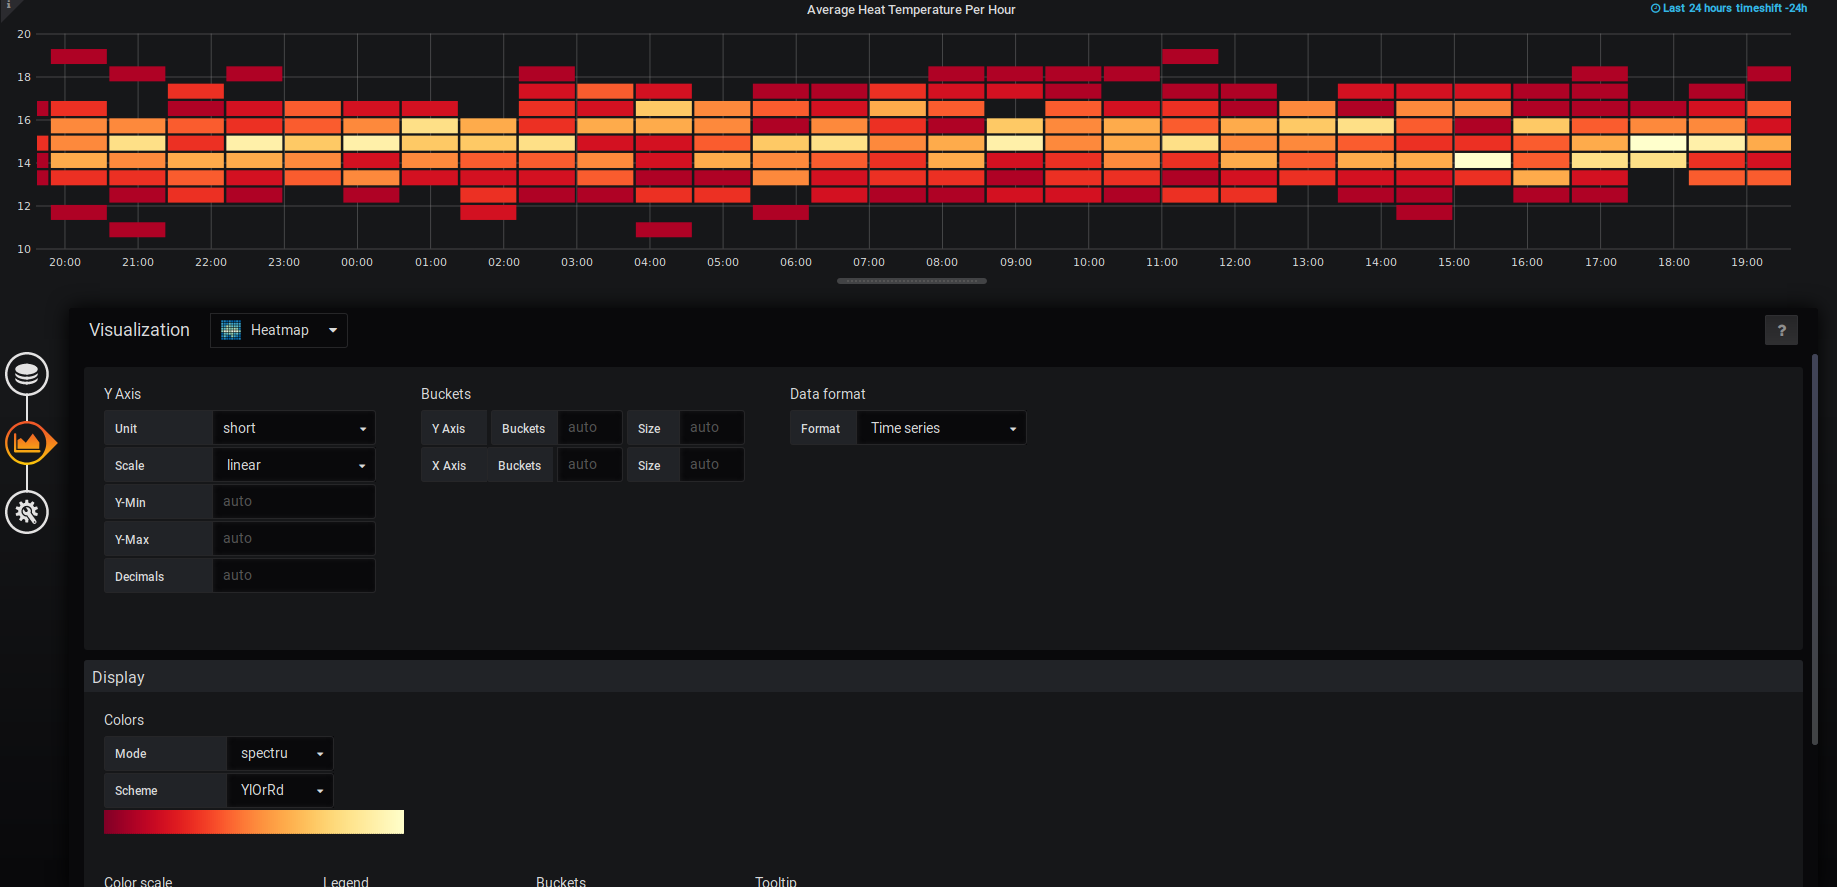 Average Heat Temperature Per Hour
Last 24 hours timeshift -24h
20
18
16
14
12
10
20:00 21:00 22:00 23:00 00:00 01:00 02:00 03:00 04:00 05:00 06:00 07:00 08:00 09:00 10:00 11:00 12:00 13:00 14:00 15:00 16:00 17:00 18:00 19:00
Visualization Heatmap ?
Y Axis Buckets Data format
Unit short Y Axis Buckets auto Size auto Format Time series
Scale linear X Axis Buckets auto Size auto
Y-Min auto
Y-Max auto
Decimals auto
Display
Colors
Mode spectru
Scheme YlOrRd
Color scale Legend Buckets Tooltip